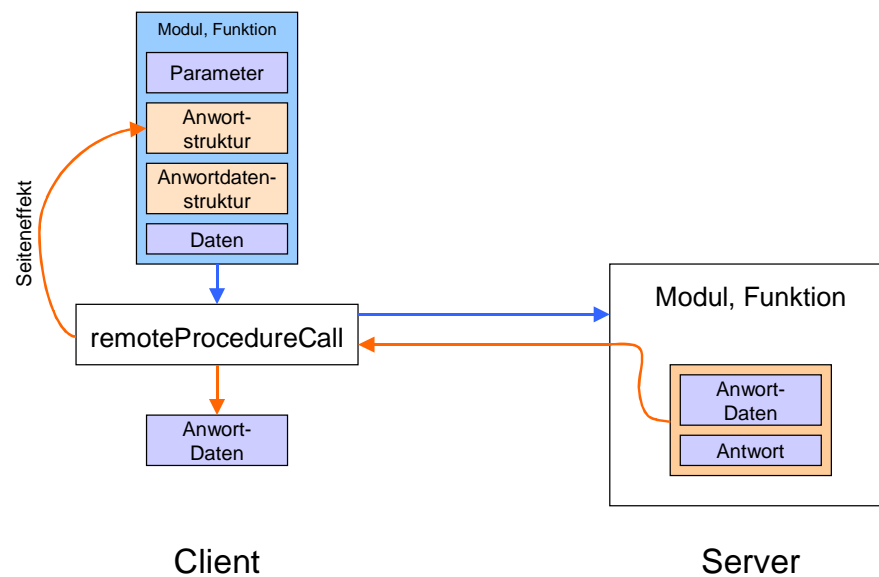 Modul, Funktion
Parameter
Anwort-
struktur
Anwortdaten-
struktur
Daten
Seiteneffekt
remoteProcedureCall
Anwort-
Daten
Modul, Funktion
Anwort-
Daten
Antwort
Client
Server